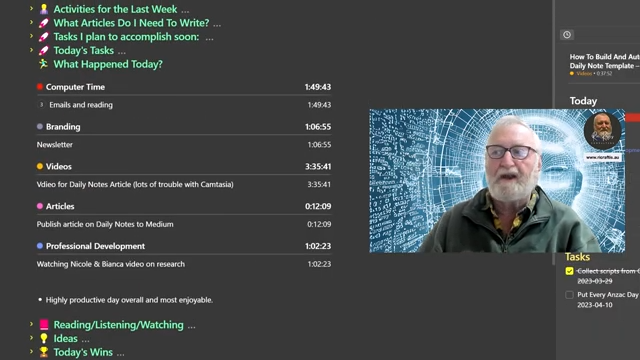 Activities for the Last Week ...
What Articles Do I Need To Write? ...
Tasks I plan to accomplish soon: ...
Today's Tasks ...
What Happened Today?
Computer Time 1:49:43
Emails and reading 1:49:43
Branding 1:06:55
Newsletter 1:06:55
Videos 3:35:41
Vdieo for Daily Notes Article (lots of trouble with Camtasia) 3:35:41
Articles 0:12:09
Publish article on Daily Notes to Medium 0:12:09
Professional Development 1:02:23
Watching Nicole & Bianca video on research 1:02:23
• Highly productive day overall and most enjoyable.
Reading/Listening/Watching ...
Ideas ...
Today's Wins ...
How To Build And Aut
Daily Note Template -
Videos • 0:37:52
Today
www.ricraftis.au
Tasks
Collect scripts from C
2023-03-29
Put Every Anzac Day
2023-04-10